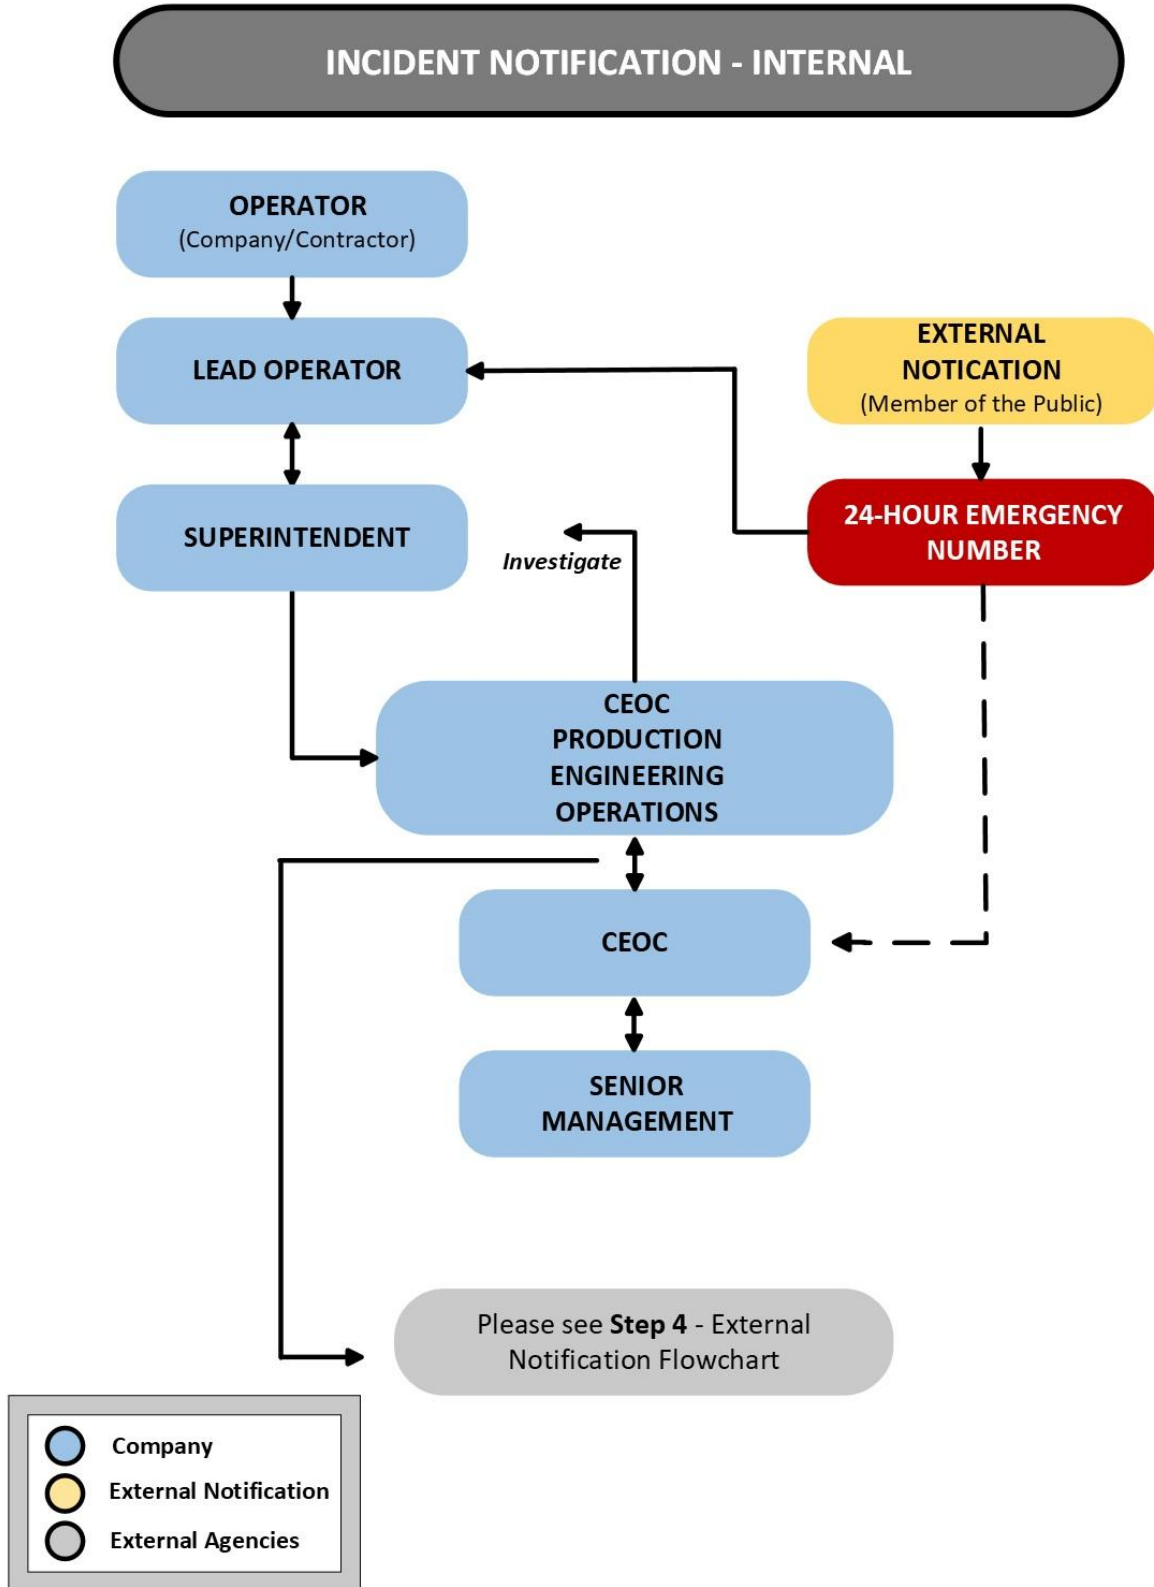 INCIDENT NOTIFICATION - INTERNAL
OPERATOR
(Company/Contractor)
LEAD OPERATOR
EXTERNAL
NOTICATION
(Member of the Public)
SUPERINTENDENT
24-HOUR EMERGENCY
NUMBER
Investigate
CEOC
PRODUCTION
ENGINEERING
OPERATIONS
CEOC
SENIOR
MANAGEMENT
Please see Step 4 - External
Notification Flowchart
Company
External Notification
External Agencies